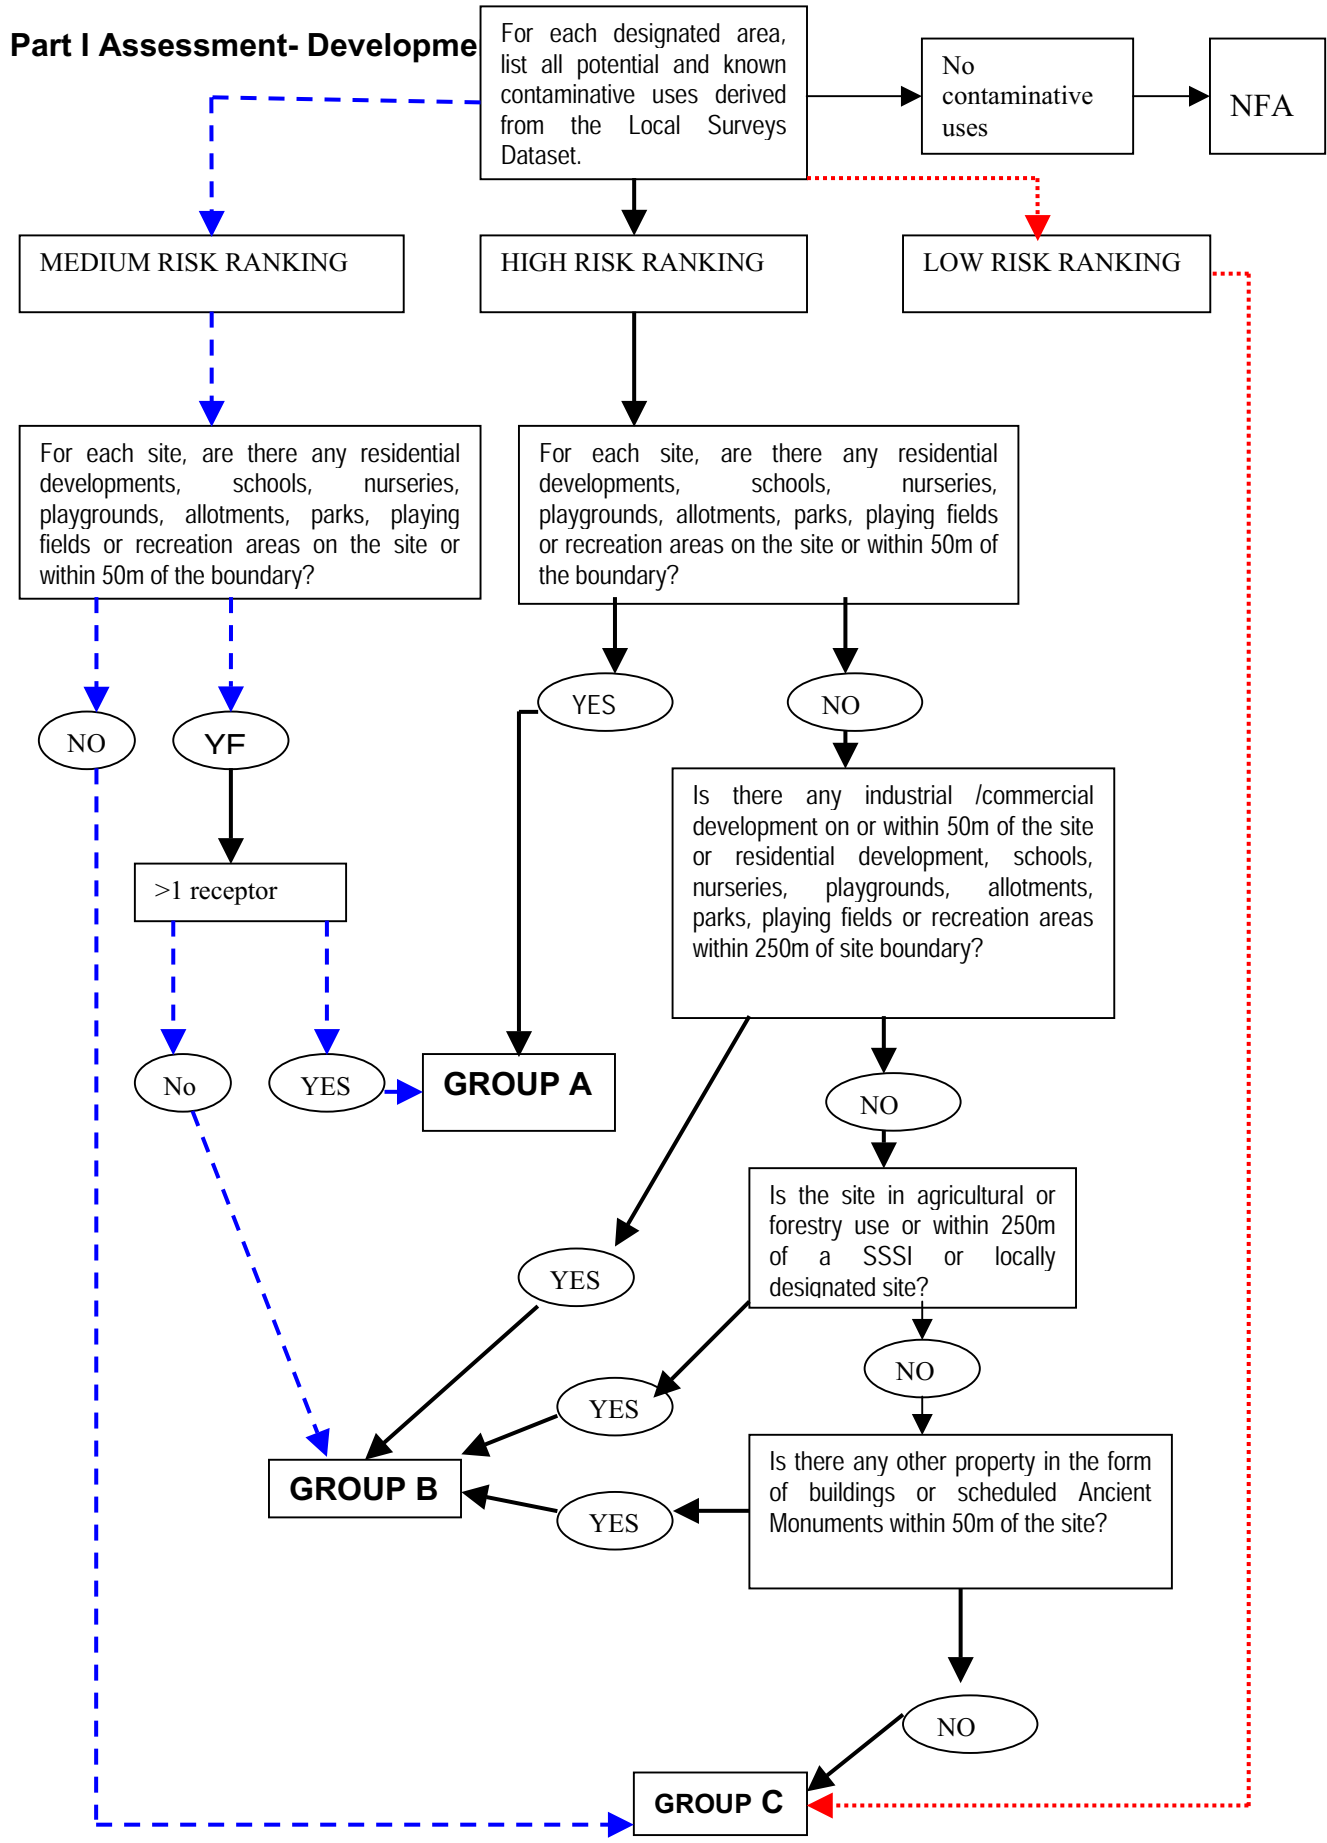 Part I Assessment- Developme
For each designated area,
list all potential and known
contaminative uses derived
from the Local Surveys
Dataset.
No
contaminative
uses
NFA
MEDIUM RISK RANKING
HIGH RISK RANKING
LOW RISK RANKING
For each site, are there any residential
developments, schools, nurseries,
playgrounds, allotments, parks, playing
fields or recreation areas on the site or
within 50m of the boundary?
For each site, are there any residential
developments, schools, nurseries,
playgrounds, allotments, parks, playing fields
or recreation areas on the site or within 50m of
the boundary?
YES
NO
NO
YF
Is there any industrial /commercial
development on or within 50m of the site
or residential development, schools,
nurseries, playgrounds, allotments,
parks, playing fields or recreation areas
within 250m of site boundary?
>1 receptor
No
YES
GROUP A
NO
Is the site in agricultural or
forestry use or within 250m
of a SSSI or locally
designated site?
YES
NO
YES
Is there any other property in the form
of buildings or scheduled Ancient
Monuments within 50m of the site?
GROUP B
YES
NO
GROUP C